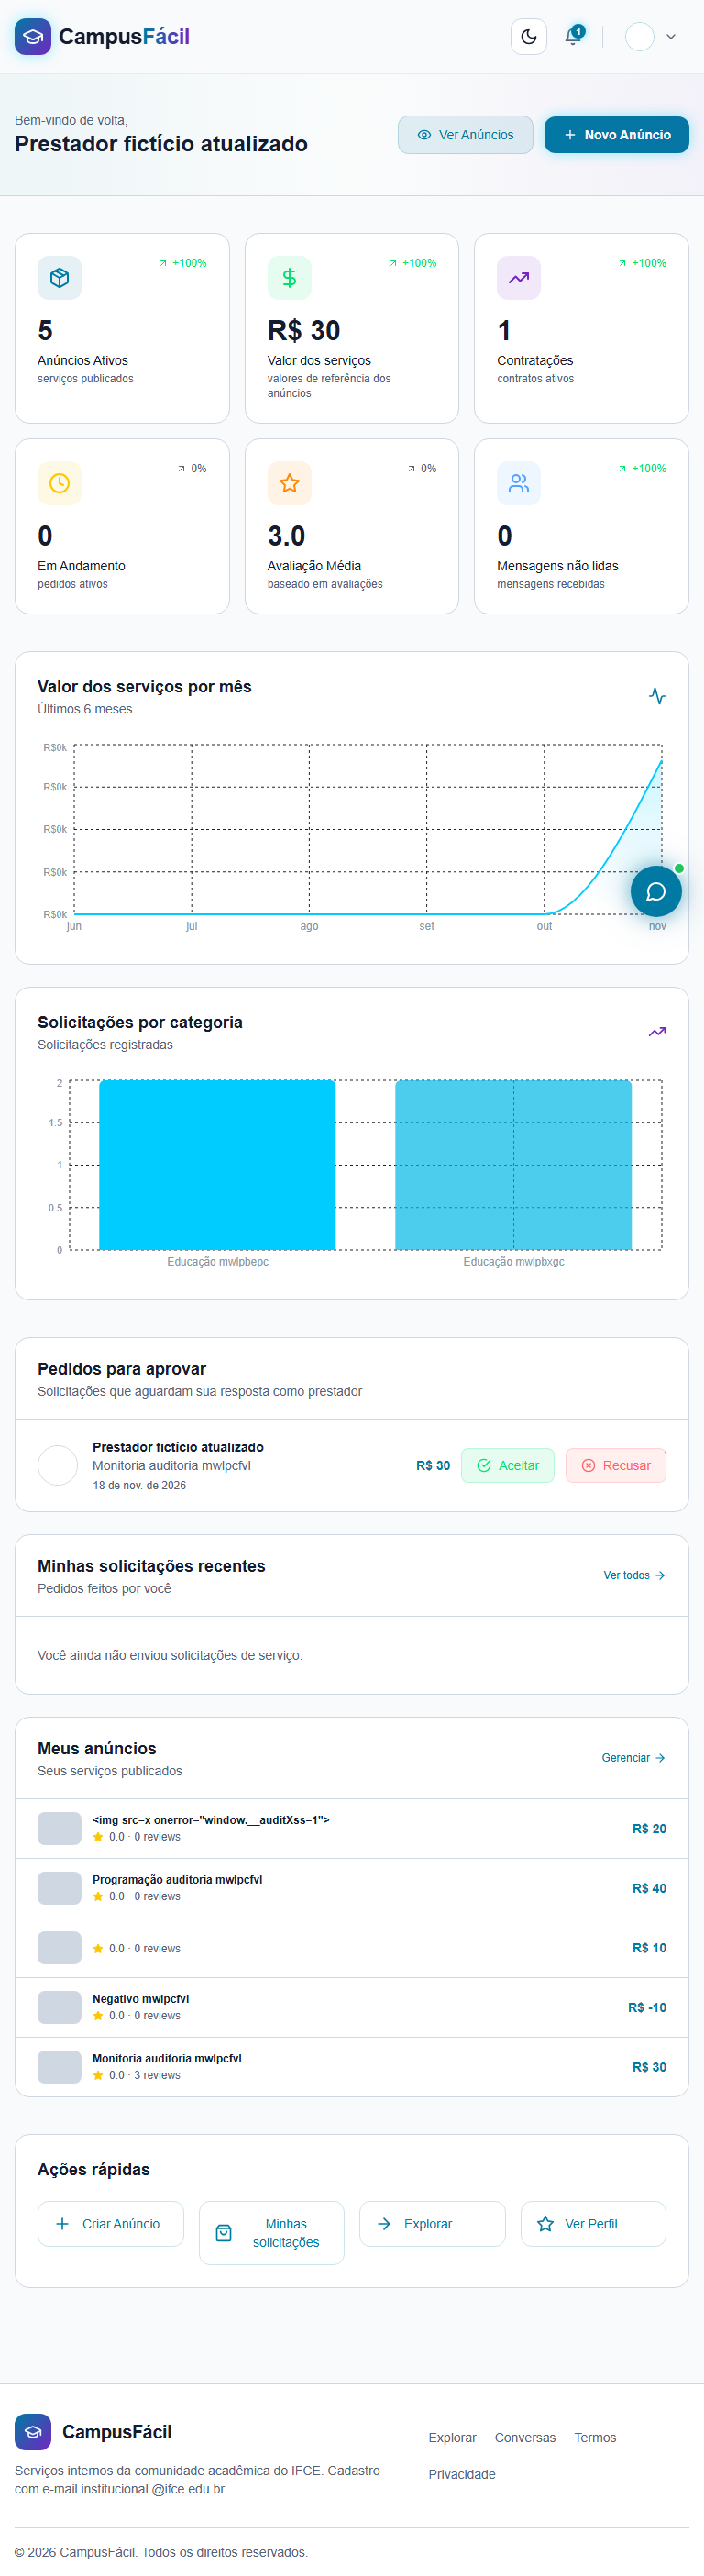 CampusFácil
1
Bem-vindo de volta,
Prestador fictício atualizado
Ver Anúncios
Novo Anúncio
+100%
5
Anúncios Ativos
serviços publicados
+100%
R$ 30
Valor dos serviços
valores de referência dos
anúncios
+100%
1
Contratações
contratos ativos
0%
0
Em Andamento
pedidos ativos
0%
3.0
Avaliação Média
baseado em avaliações
+100%
0
Mensagens não lidas
mensagens recebidas
Valor dos serviços por mês
Últimos 6 meses
R$0k
R$0k
R$0k
R$0k
R$0k
jun jul ago set out nov
Solicitações por categoria
Solicitações registradas
2
1.5
1
0.5
0
Educação mwlpbepc Educação mwlpbxgc
Pedidos para aprovar
Solicitações que aguardam sua resposta como prestador
Prestador fictício atualizado
Monitoria auditoria mwlpcfvl
18 de nov. de 2026
R$ 30
Aceitar
Recusar
Minhas solicitações recentes
Pedidos feitos por você
Ver todos
Você ainda não enviou solicitações de serviço.
Meus anúncios
Seus serviços publicados
Gerenciar
<img src=x onerror="window.__auditXss=1">
0.0 · 0 reviews
R$ 20
Programação auditoria mwlpcfvl
0.0 · 0 reviews
R$ 40
0.0 · 0 reviews
R$ 10
Negativo mwlpcfvl
0.0 · 0 reviews
R$ -10
Monitoria auditoria mwlpcfvl
0.0 · 3 reviews
R$ 30
Ações rápidas
Criar Anúncio
Minhas
solicitações
Explorar
Ver Perfil
CampusFácil
Serviços internos da comunidade acadêmica do IFCE. Cadastro
com e-mail institucional @ifce.edu.br.
Explorar Conversas Termos
Privacidade
© 2026 CampusFácil. Todos os direitos reservados.